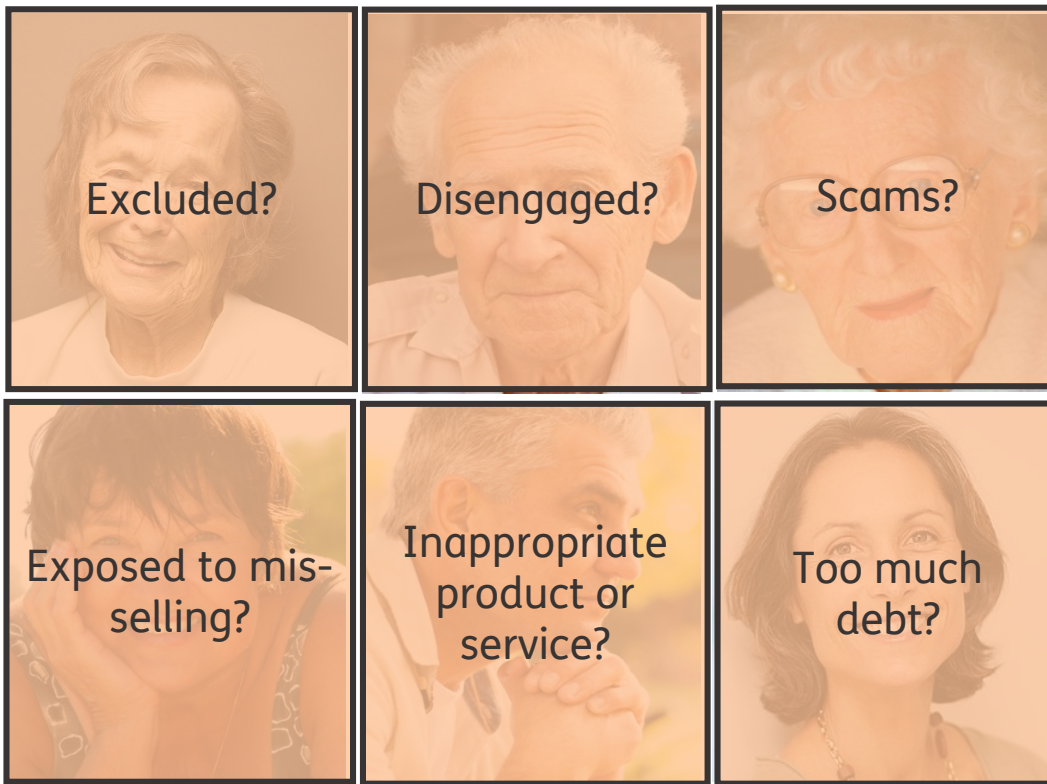 Excluded?
Disengaged?
Scams?
Exposed to mis-
selling?
Inappropriate
product or
service?
Too much
debt?